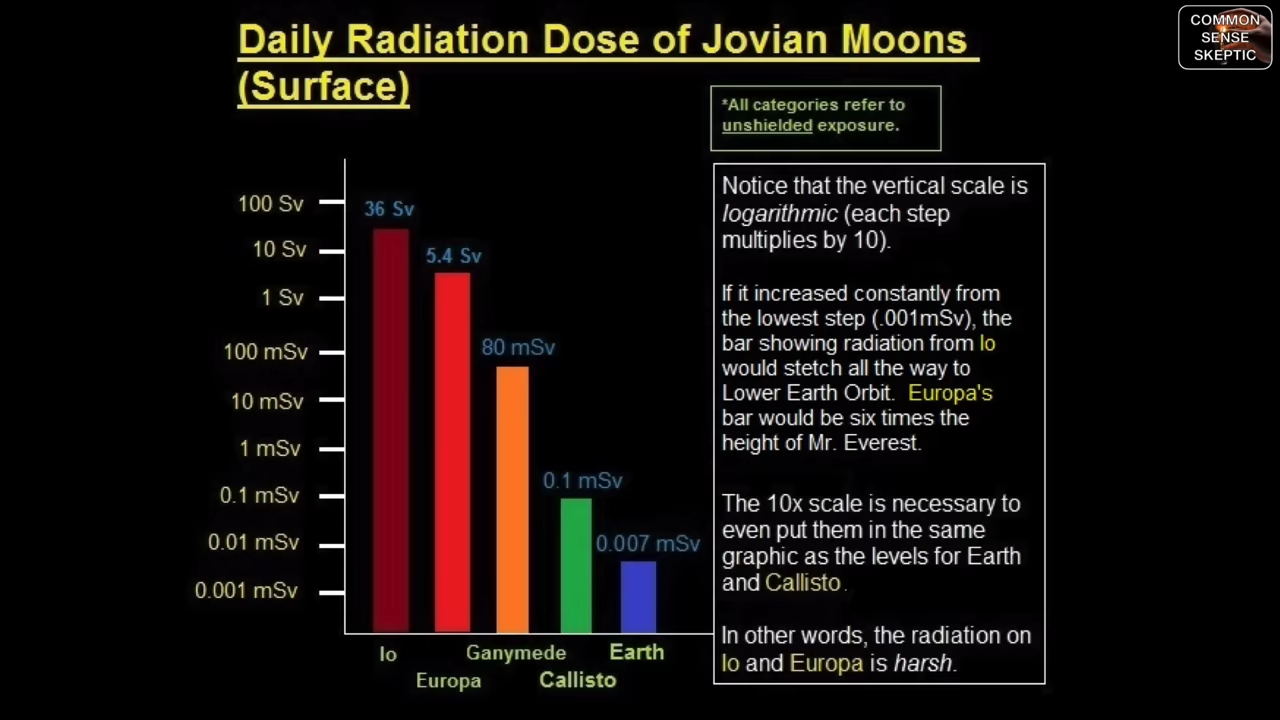 Daily Radiation Dose of Jovian Moons
(Surface)
COMMON
SENSE
SKEPTIC
*All categories refer to
unshielded exposure.
100 Sv
10 Sv
1 Sv
100 mSv
10 mSv
1 mSv
0.1 mSv
0.01 mSv
0.001 mSv
36 Sv
5.4 Sv
80 mSv
0.1 mSv
0.007 mSv
Io
Europa
Ganymede
Callisto
Earth
Notice that the vertical scale is
logarithmic (each step
multiplies by 10).
If it increased constantly from
the lowest step (.001mSv), the
bar showing radiation from Io
would stetch all the way to
Lower Earth Orbit. Europa's
bar would be six times the
height of Mr. Everest.
The 10x scale is necessary to
even put them in the same
graphic as the levels for Earth
and Callisto.
In other words, the radiation on
Io and Europa is harsh.